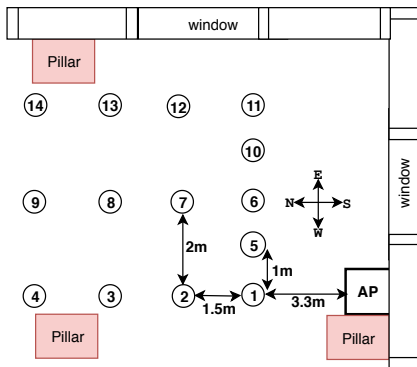 window
Pillar
14 13 12 11
10
E
9 8 7 6 N S
window
W
5
2m
1m
AP
4 3 2 1
1.5m 3.3m
Pillar Pillar